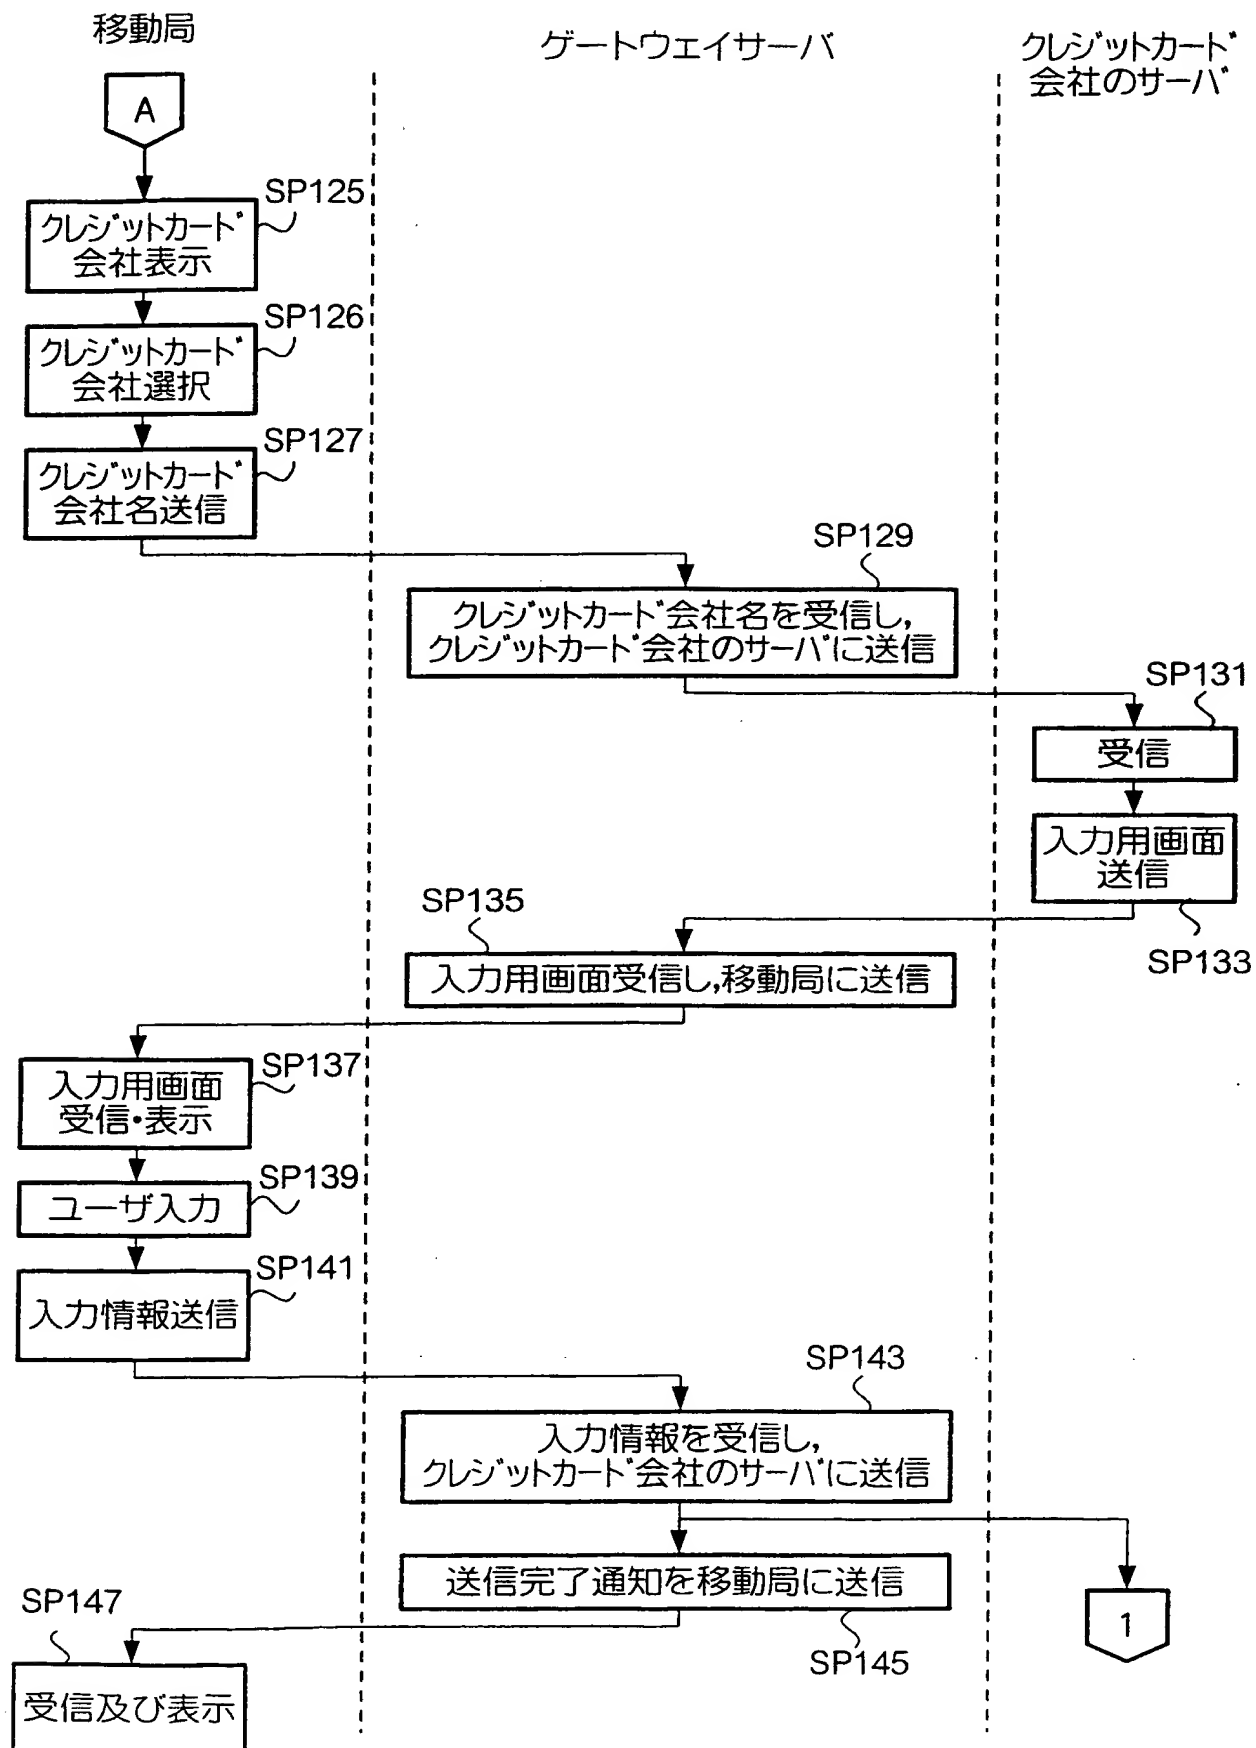 移動局
ゲートウェイサーバ
クレジットカード
会社のサーバ
A
SP125
クレジットカード
会社表示
SP126
クレジットカード
会社選択
SP127
クレジットカード
会社名送信
SP129
クレジットカード会社名を受信し,
クレジットカード会社のサーバに送信
SP131
受信
入力用画面
送信
SP133
SP135
入力用画面受信し,移動局に送信
SP137
入力用画面
受信・表示
SP139
ユーザ入力
SP141
入力情報送信
SP143
入力情報を受信し,
クレジットカード会社のサーバに送信
送信完了通知を移動局に送信
SP145
1
SP147
受信及び表示